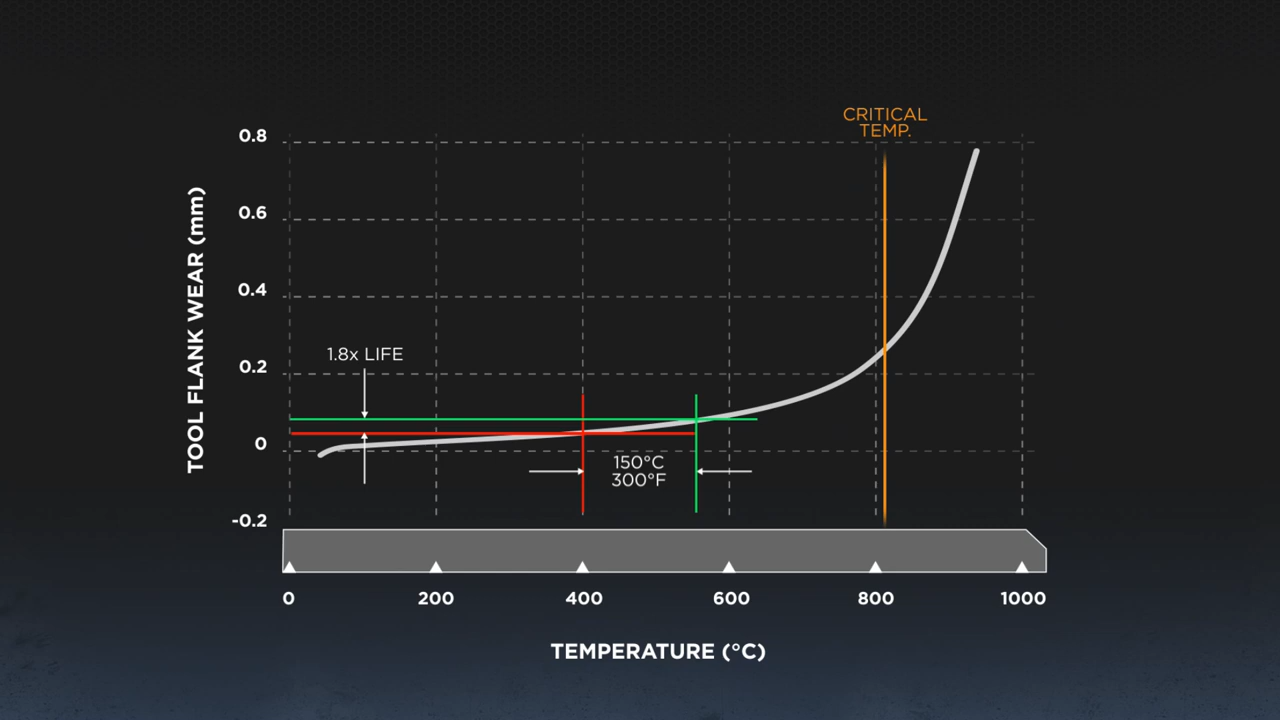 CRITICAL
TEMP.
0.8
0.6
0.4
0.2
0
-0.2
TOOL FLANK WEAR (mm)
1.8x LIFE
150°C
300°F
0
200
400
600
800
1000
TEMPERATURE (°C)